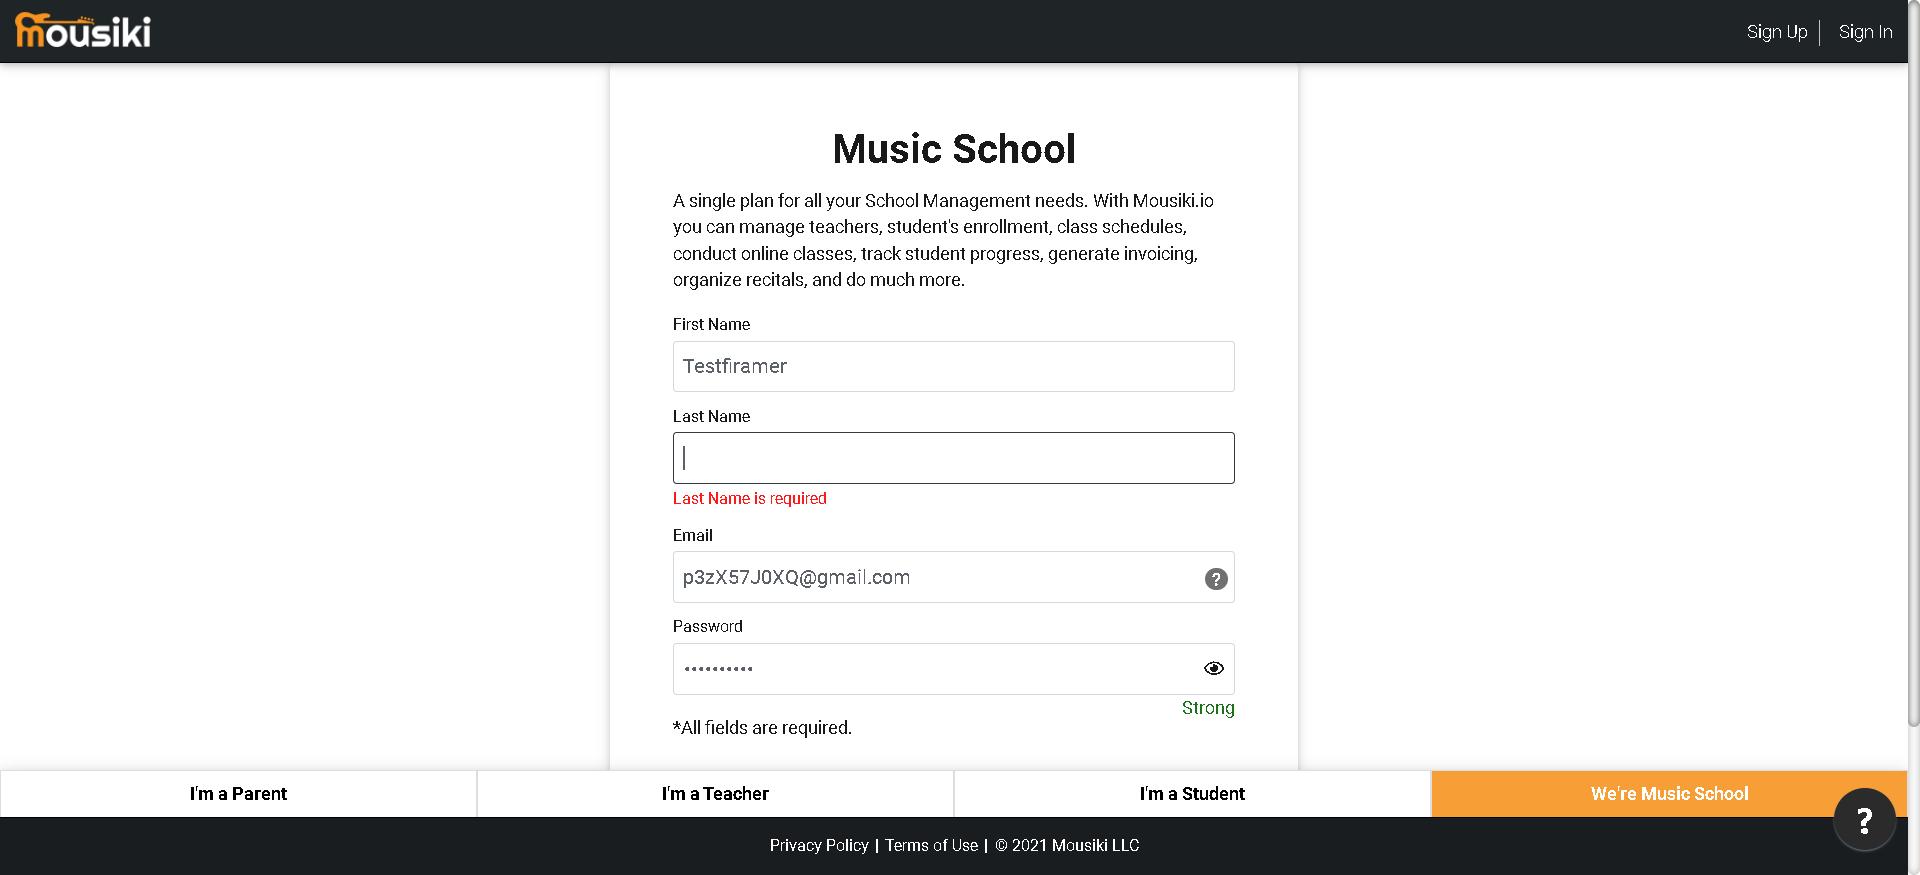 mousiki
Sign Up
Sign In
Music School
A single plan for all your School Management needs. With Mousiki.io
you can manage teachers, student's enrollment, class schedules,
conduct online classes, track student progress, generate invoicing,
organize recitals, and do much more.
First Name
Testfiramer
Last Name
Last Name is required
Email
p3zX57J0XQ@gmail.com
?
Password
••••••••••
Strong
*All fields are required.
I'm a Parent
I'm a Teacher
I'm a Student
We're Music School
?
Privacy Policy | Terms of Use | © 2021 Mousiki LLC